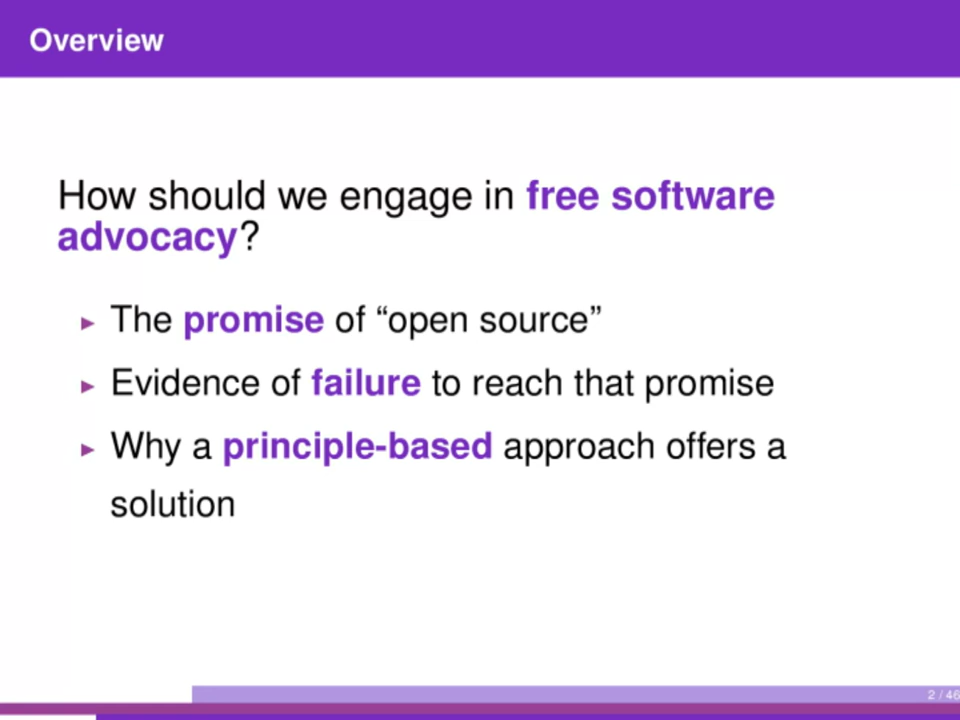 Overview
How should we engage in free software
advocacy?
▶ The promise of “open source”
▶ Evidence of failure to reach that promise
▶ Why a principle-based approach offers a
solution
2 / 46